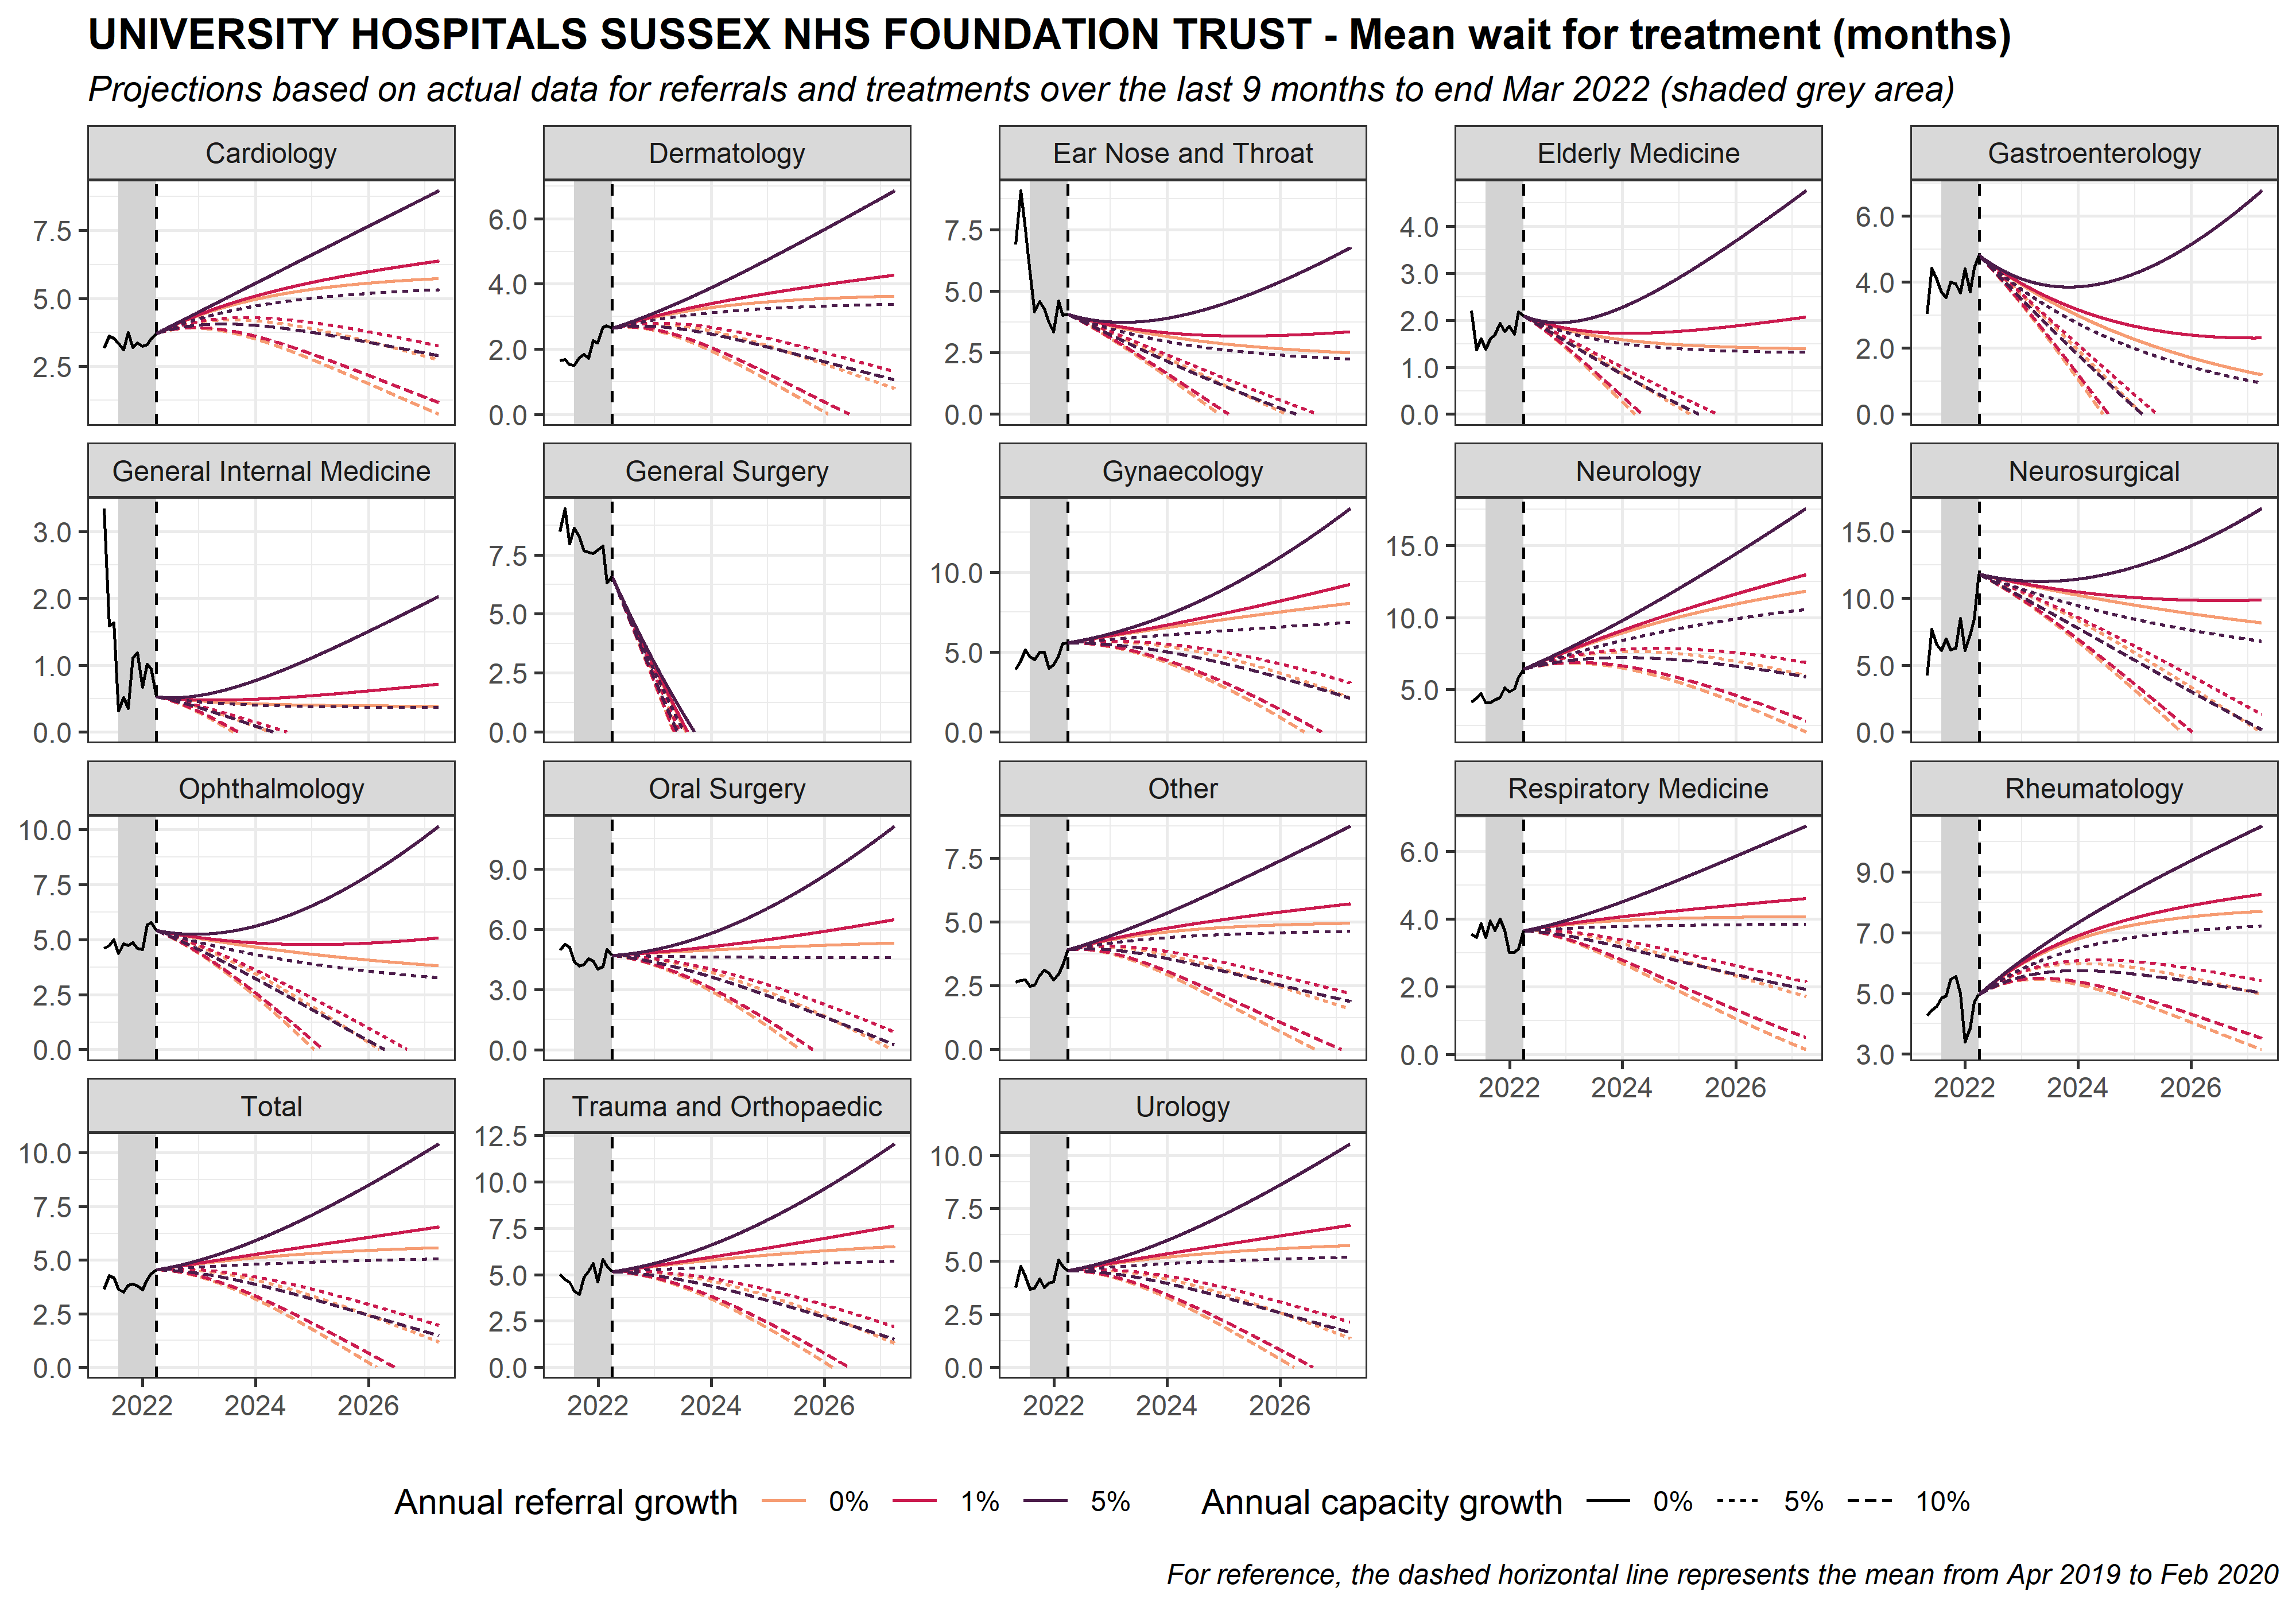 UNIVERSITY HOSPITALS SUSSEX NHS FOUNDATION TRUST - Mean wait for treatment (months)
Projections based on actual data for referrals and treatments over the last 9 months to end Mar 2022 (shaded grey area)
Cardiology
7.5
5.0
2.5
Dermatology
6.0
4.0
2.0
0.0
Ear Nose and Throat
7.5
5.0
2.5
0.0
Elderly Medicine
4.0
3.0
2.0
1.0
0.0
Gastroenterology
6.0
4.0
2.0
0.0
General Internal Medicine
3.0
2.0
1.0
0.0
General Surgery
7.5
5.0
2.5
0.0
Gynaecology
10.0
5.0
0.0
Neurology
15.0
10.0
5.0
Neurosurgical
15.0
10.0
5.0
0.0
Ophthalmology
10.0
7.5
5.0
2.5
0.0
Oral Surgery
9.0
6.0
3.0
0.0
Other
7.5
5.0
2.5
0.0
Respiratory Medicine
6.0
4.0
2.0
0.0
2022 2024 2026
Rheumatology
9.0
7.0
5.0
3.0
2022 2024 2026
Total
10.0
7.5
5.0
2.5
0.0
2022 2024 2026
Trauma and Orthopaedic
12.5
10.0
7.5
5.0
2.5
0.0
2022 2024 2026
Urology
10.0
7.5
5.0
2.5
0.0
2022 2024 2026
Annual referral growth 0% 1% 5% Annual capacity growth 0% 5% 10%
For reference, the dashed horizontal line represents the mean from Apr 2019 to Feb 2020